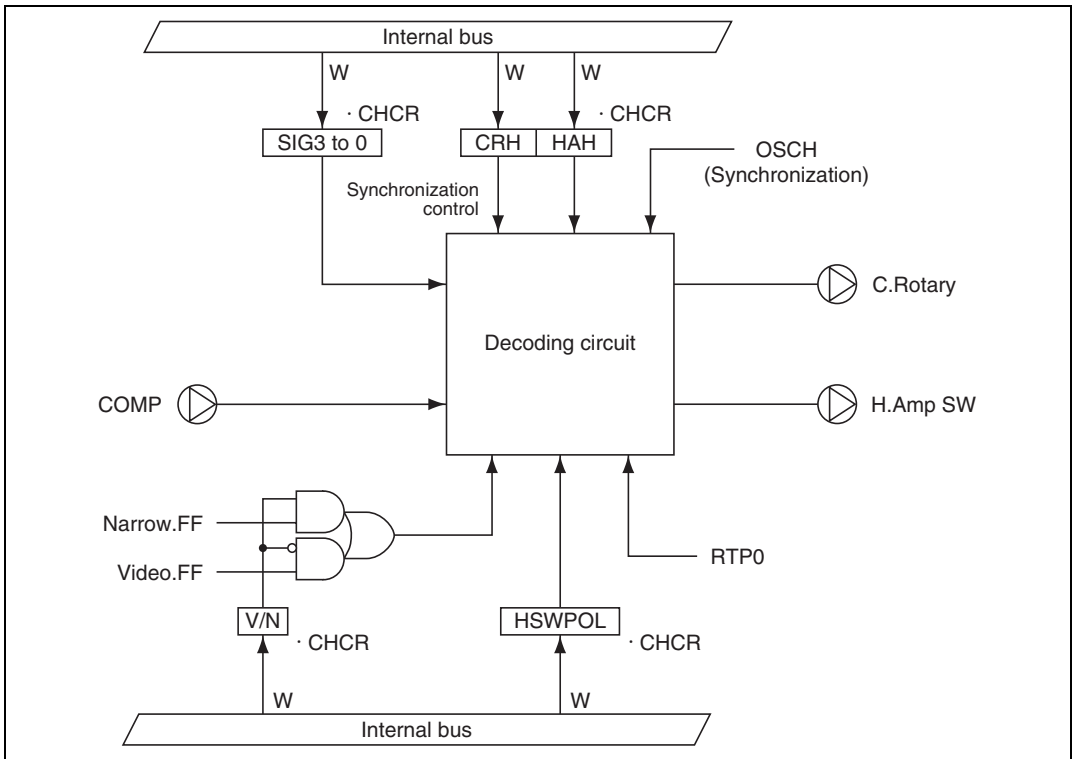 Internal bus
W
W
W
· CHCR
· CHCR
SIG3 to 0
CRH
HAH
OSCH
(Synchronization)
Synchronization
control
C.Rotary
Decoding circuit
COMP
H.Amp SW
Narrow.FF
Video.FF
RTP0
V/N
HSWPOL
· CHCR
· CHCR
W
W
Internal bus